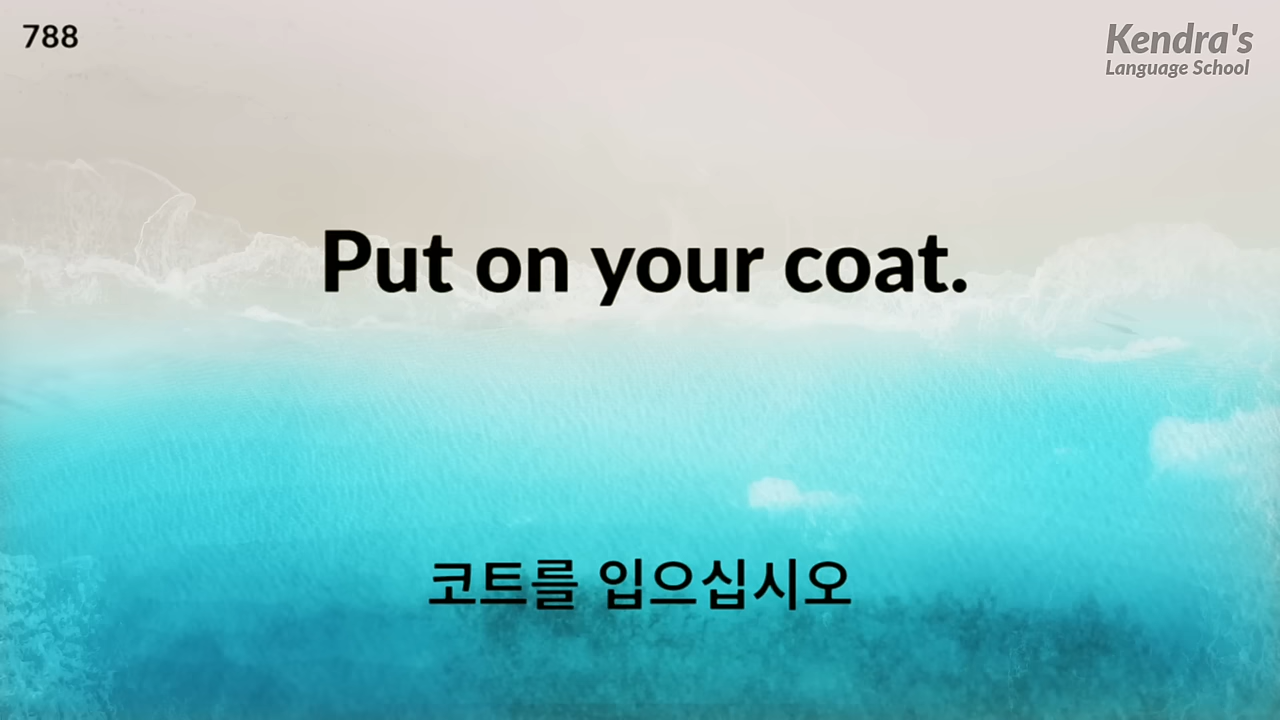 788
Kendra's
Language School
Put on your coat.
코트를 입으십시오